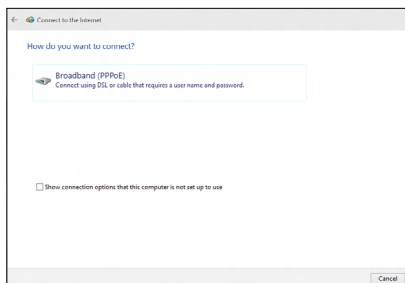 Connect to the Internet
How do you want to connect?
Broadband (PPPoE)
Connect using DSL or cable that requires a user name and password.
Show connection options that this computer is not set up to use
Cancel